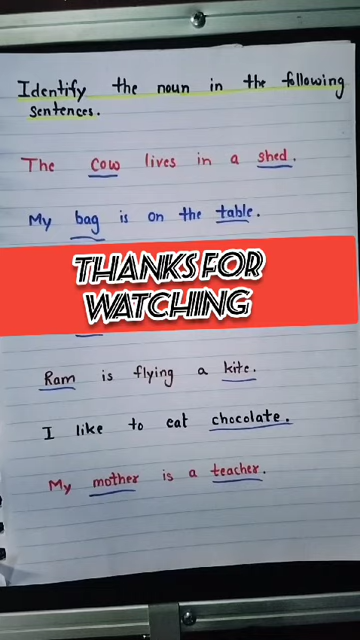 Identify the noun in the following
sentences.
The cow lives in a shed.
My bag is on the table.
THANKS FOR
WATCHING
Ram is flying a kite.
I like to eat chocolate.
My mother is a teacher.